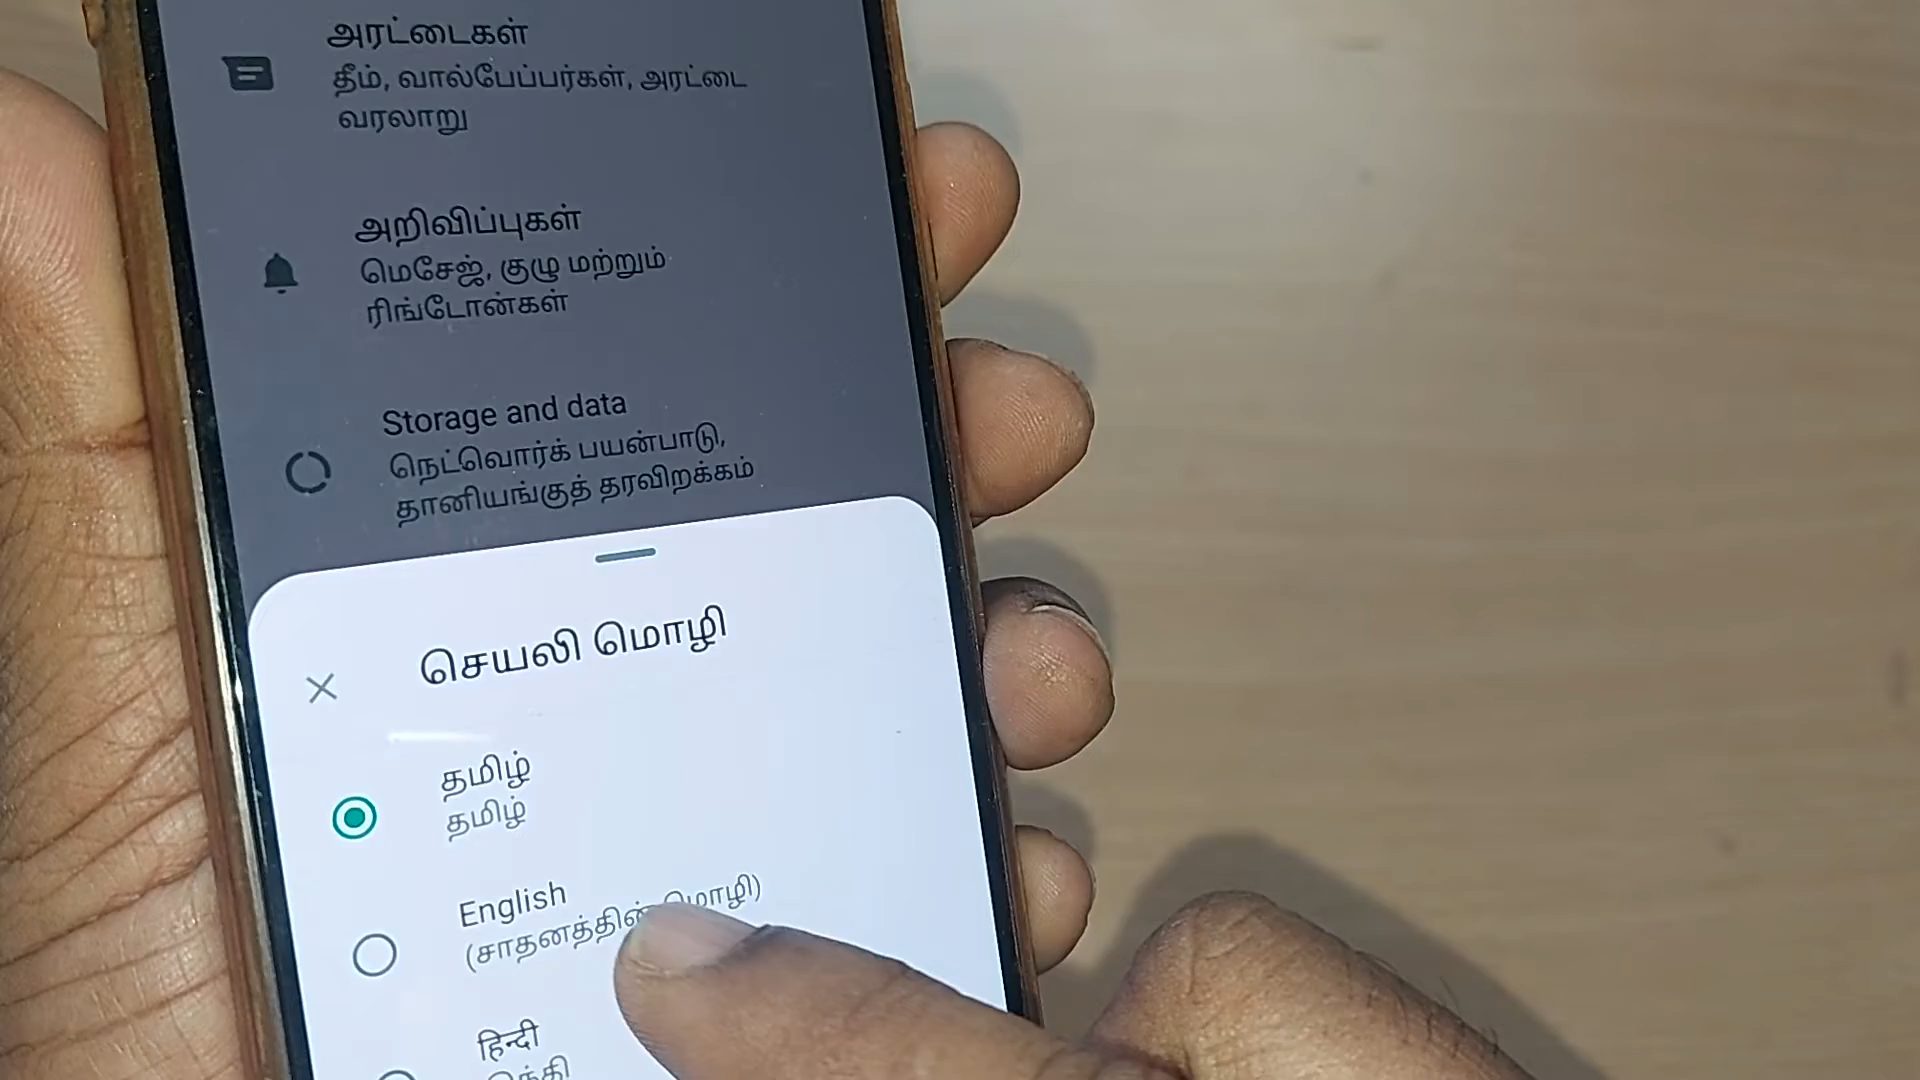 அரட்டைகள்
தீம், வால்பேப்பர்கள், அரட்டை
வரலாறு
அறிவிப்புகள்
மெசேஜ், குழு மற்றும்
ரிங்டோன்கள்
Storage and data
நெட்வொர்க் பயன்பாடு,
தானியங்குத் தரவிறக்கம்
செயலி மொழி
தமிழ்
தமிழ்
English
(சாதனத்தின் மொழி)
हिन्दी